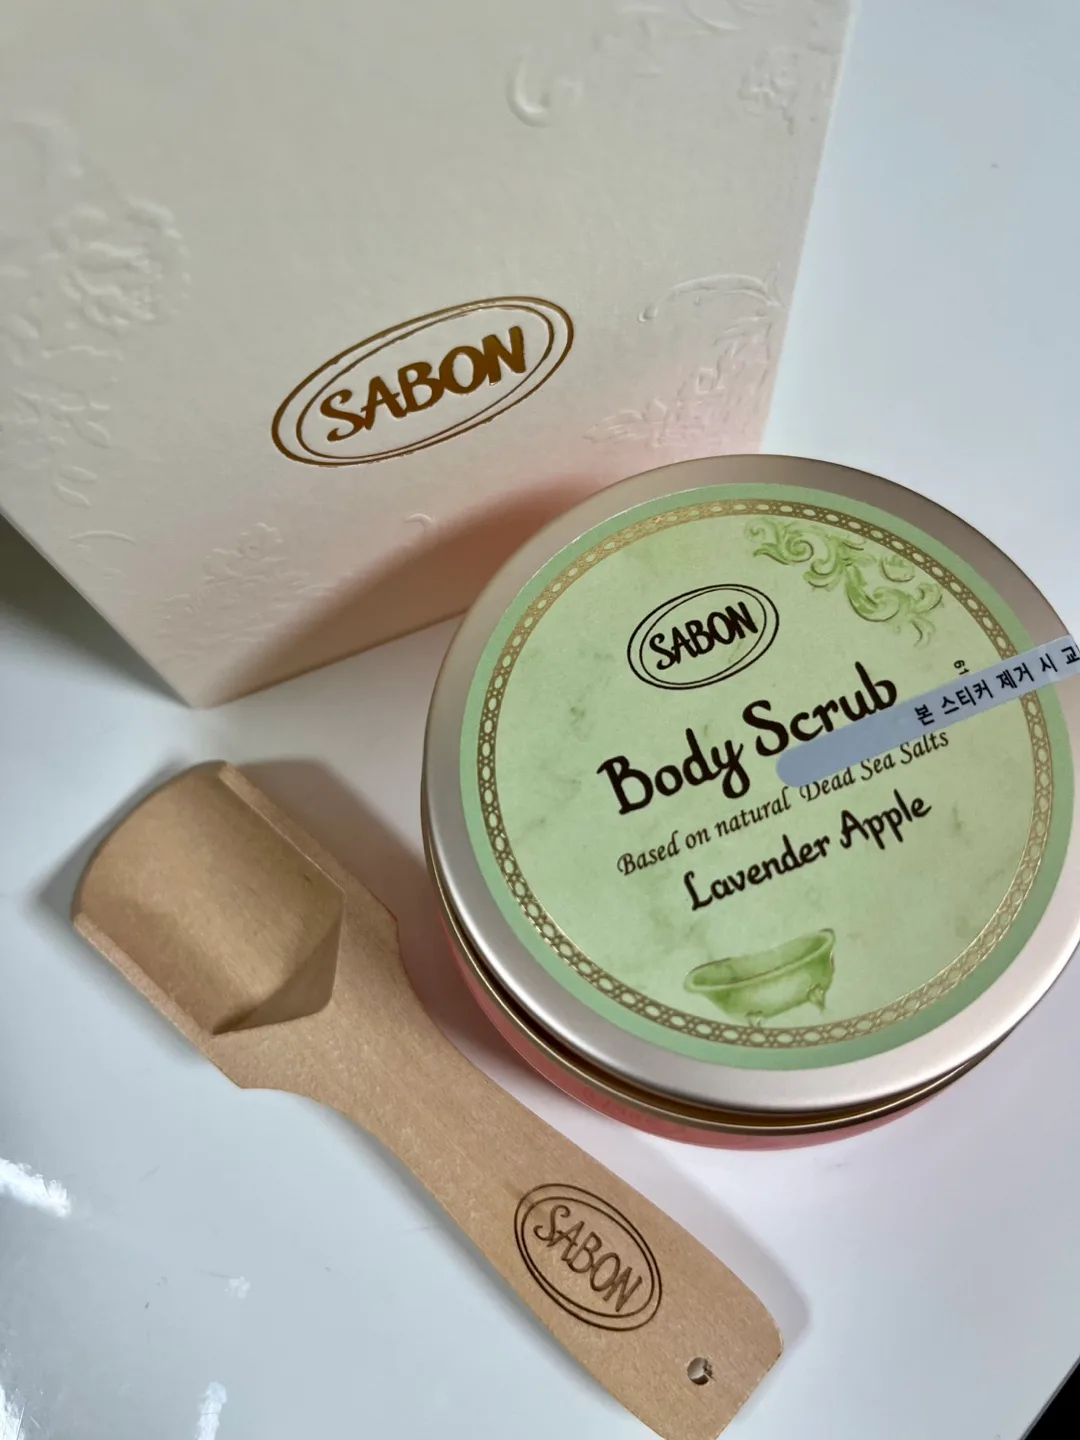 SABON
SABON
Body Scrub
본 스티커 제거 시 교
Based on natural Dead Sea Salts
Lavender Apple
SABON